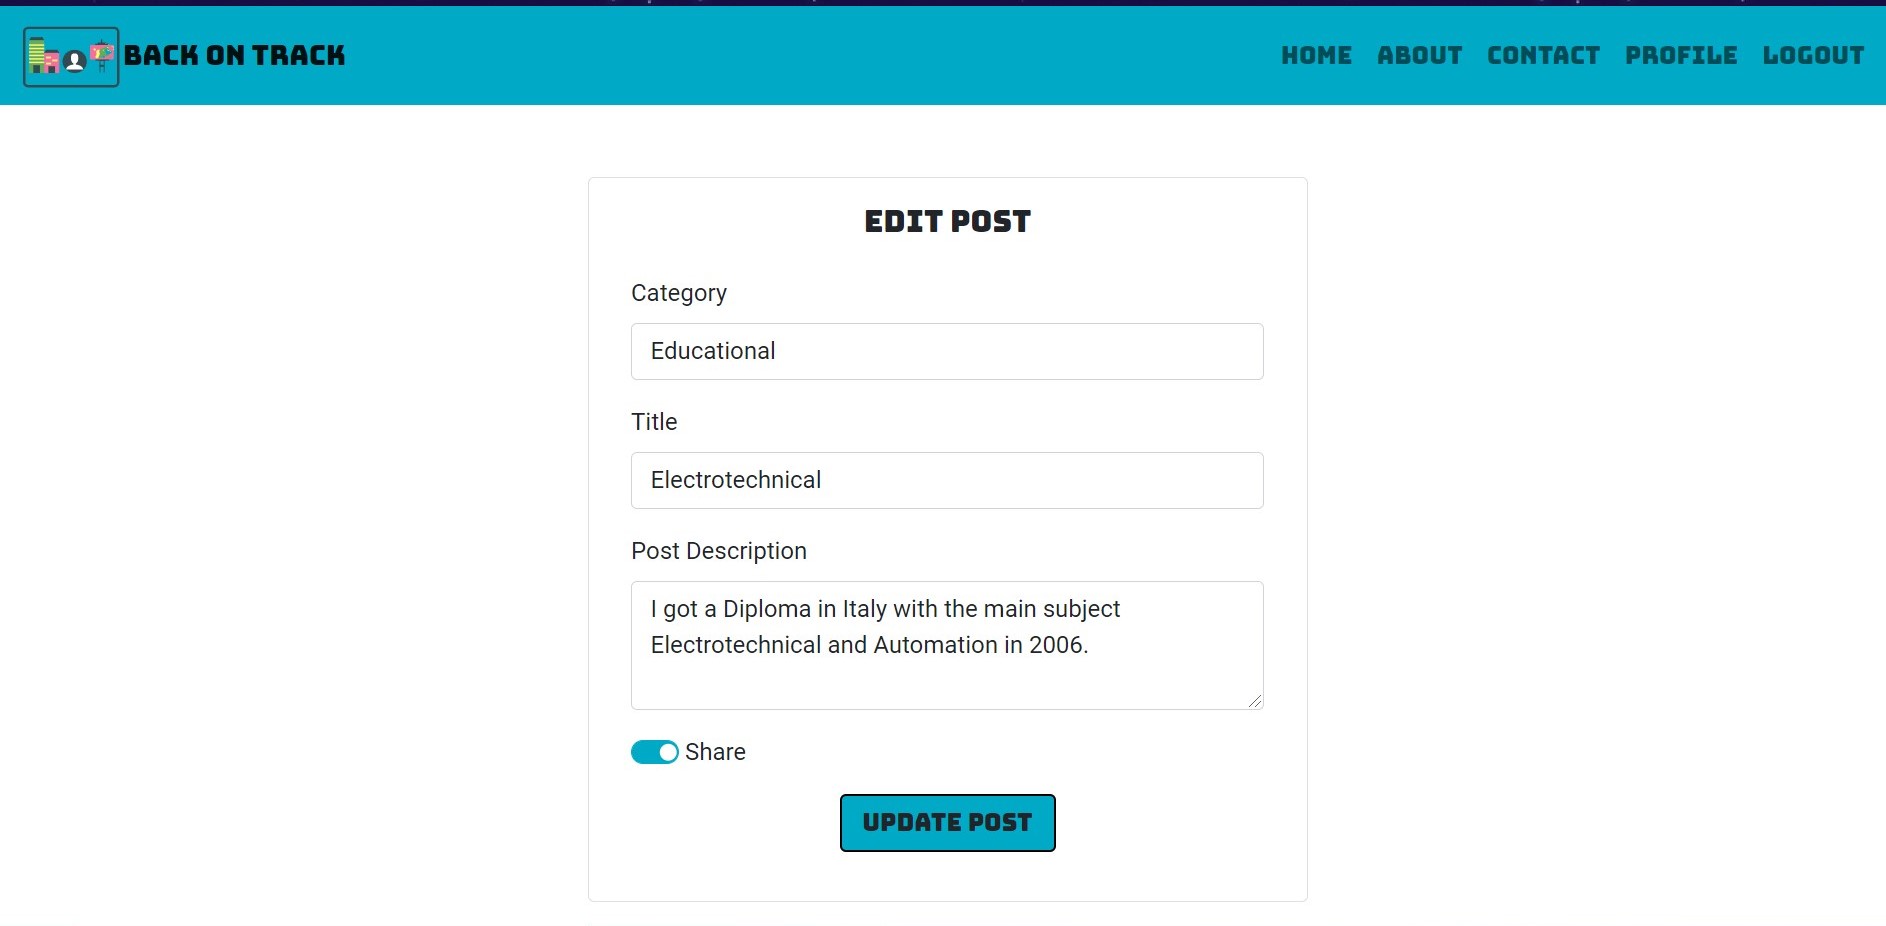 BACK ON TRACK
HOME ABOUT CONTACT PROFILE LOGOUT
EDIT POST
Category
Educational
Title
Electrotechnical
Post Description
I got a Diploma in Italy with the main subject
Electrotechnical and Automation in 2006.
Share
UPDATE POST